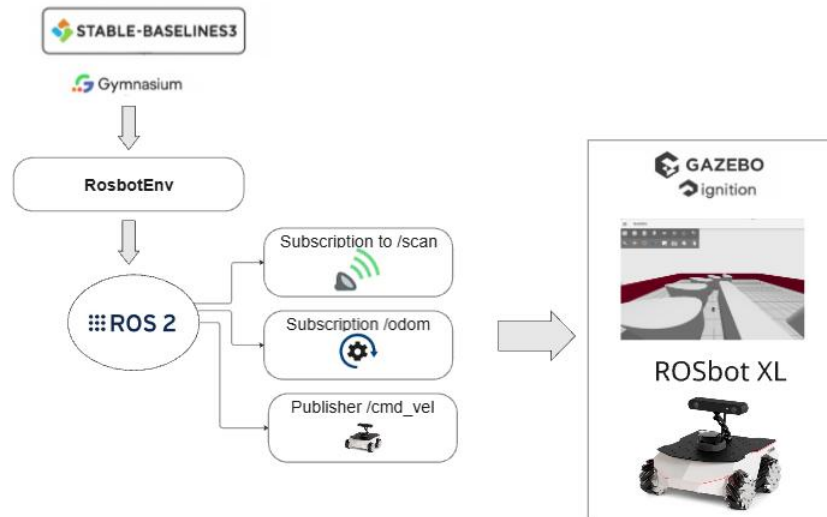 STABLE-BASELINES3
Gymnasium
RosbotEnv
ROS 2
Subscription to /scan
Subscription /odom
Publisher /cmd_vel
GAZEBO
ignition
ROSbot XL